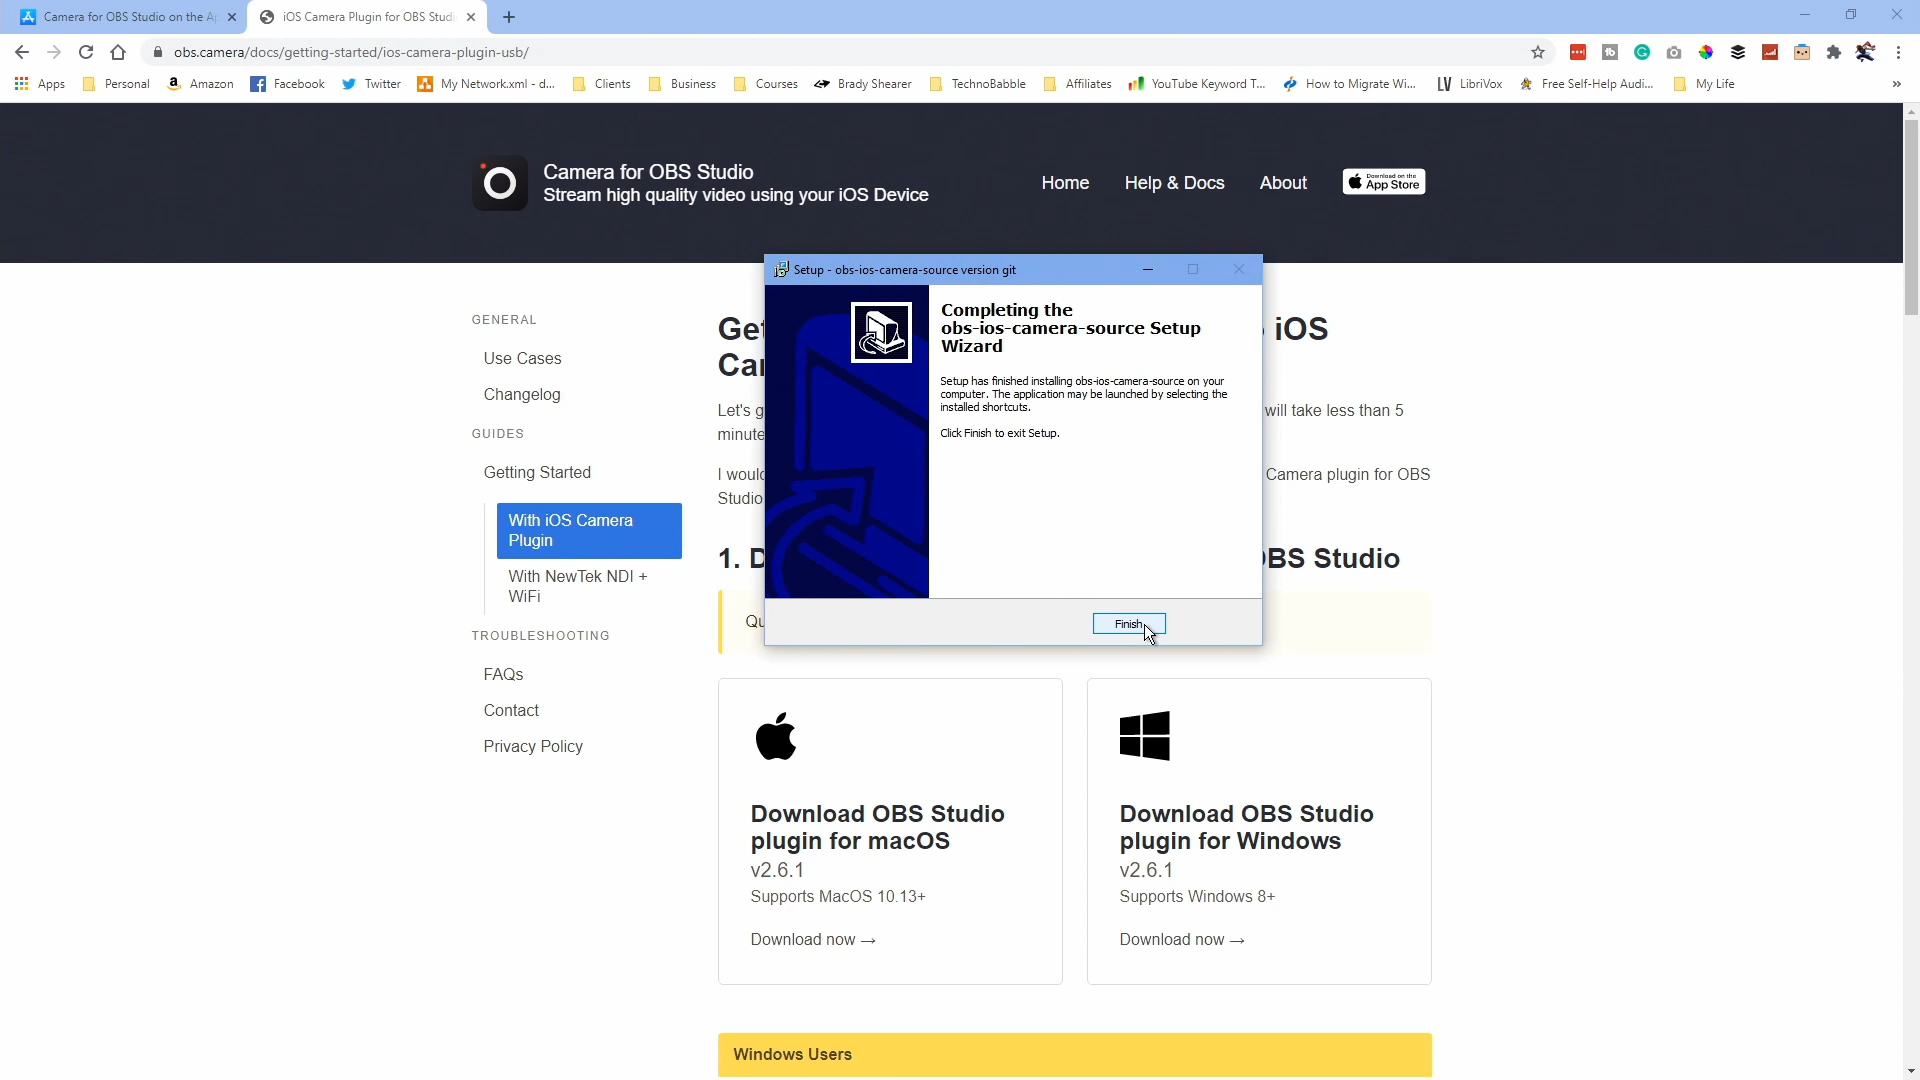 Camera for OBS Studio on the Ap
iOS Camera Plugin for OBS Studi
obs.camera/docs/getting-started/ios-camera-plugin-usb/
Apps
Personal
Amazon
Facebook
Twitter
My Network.xml - d...
Clients
Business
Courses
Brady Shearer
TechnoBabble
Affiliates
YouTube Keyword T...
How to Migrate Wi...
LibriVox
Free Self-Help Audi...
My Life
Camera for OBS Studio
Stream high quality video using your iOS Device
Home
Help & Docs
About
Download on the
App Store
Setup - obs-ios-camera-source version git
Completing the
obs-ios-camera-source Setup
Wizard
Setup has finished installing obs-ios-camera-source on your
computer. The application may be launched by selecting the
installed shortcuts.
Click Finish to exit Setup.
Finish
GENERAL
Use Cases
Changelog
GUIDES
Getting Started
With iOS Camera
Plugin
With NewTek NDI +
WiFi
TROUBLESHOOTING
FAQs
Contact
Privacy Policy
iOS
Let's g
will take less than 5
minute
I woul
Camera plugin for OBS
Studio
1. D
BS Studio
Qu
Download OBS Studio
plugin for macOS
v2.6.1
Supports MacOS 10.13+
Download now →
Download OBS Studio
plugin for Windows
v2.6.1
Supports Windows 8+
Download now →
Windows Users